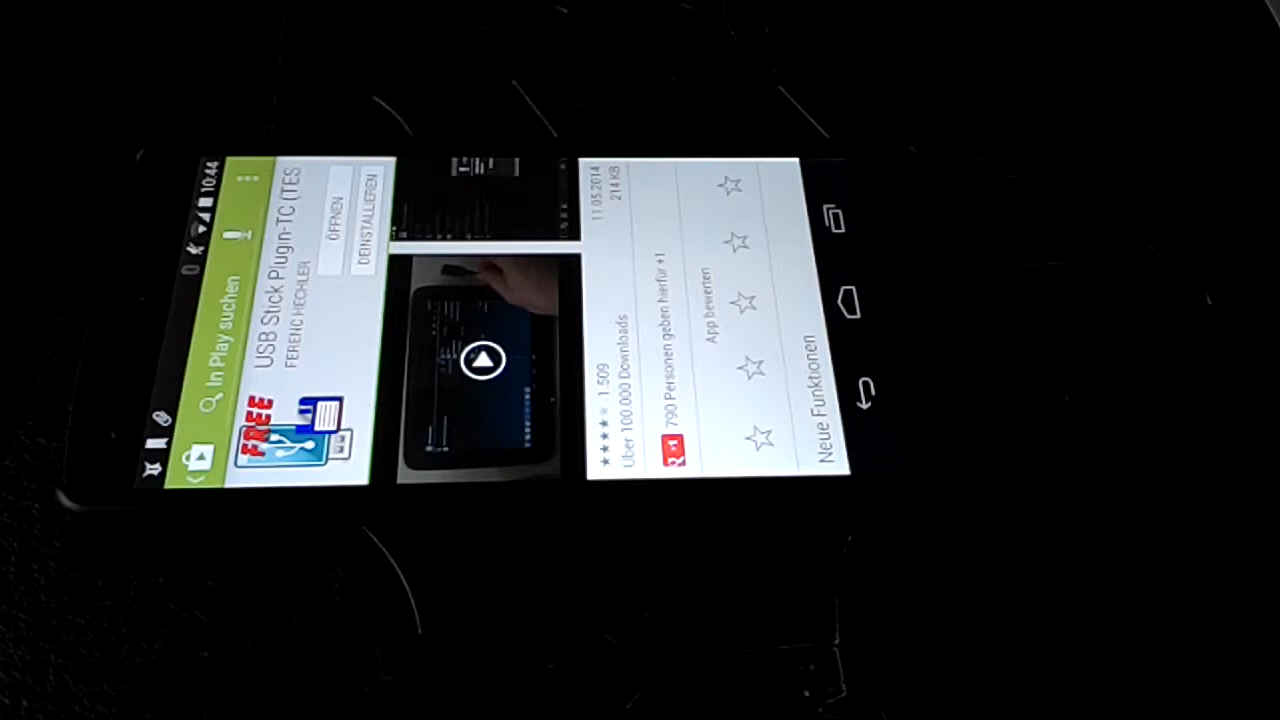 10:44
In Play suchen
FREE
USB Stick Plugin-TC (TES
FERENC HECHLER
ÖFFNEN
DEINSTALLIEREN
1.509
11.05.2014
Über 100.000 Downloads
214 KB
+1
790 Personen geben hierfür +1
App bewerten
Neue Funktionen